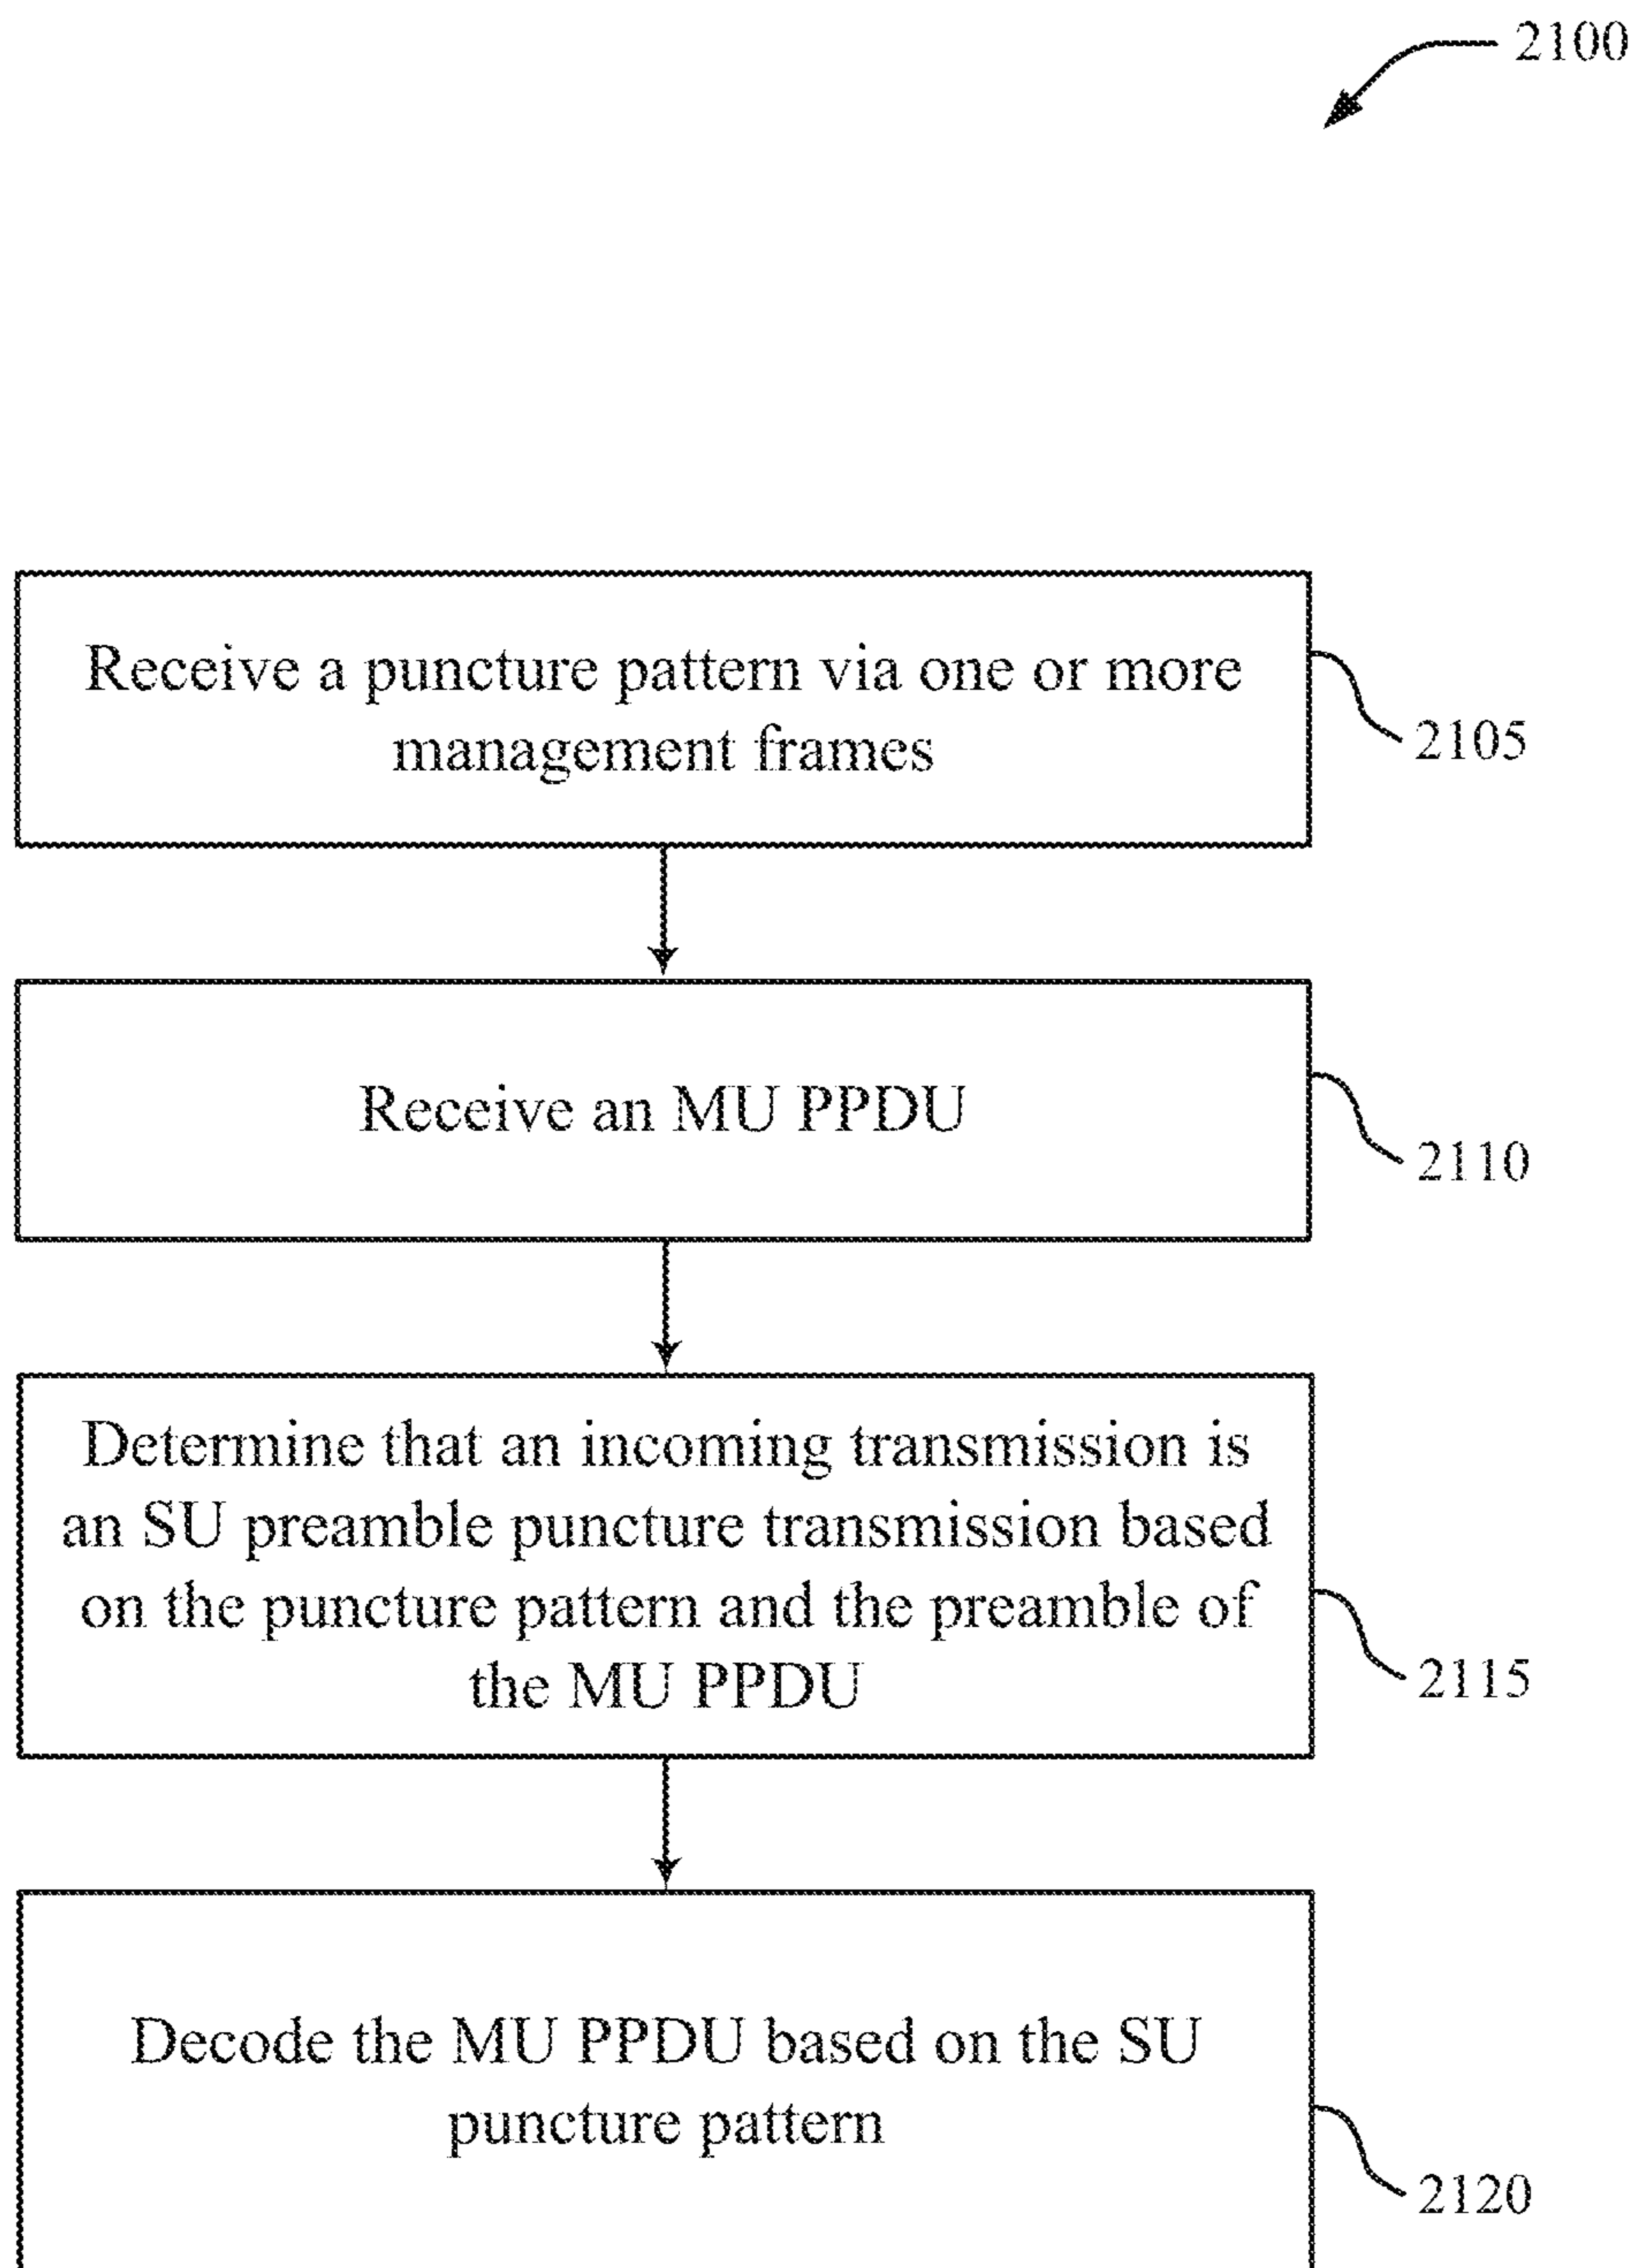 2100
Receive a puncture pattern via one or more
management frames
2105
Receive an MU PPDU
2110
Determine that an incoming transmission is
an SU preamble puncture transmission based
on the puncture pattern and the preamble of
the MU PPDU
2115
Decode the MU PPDU based on the SU
puncture pattern
2120